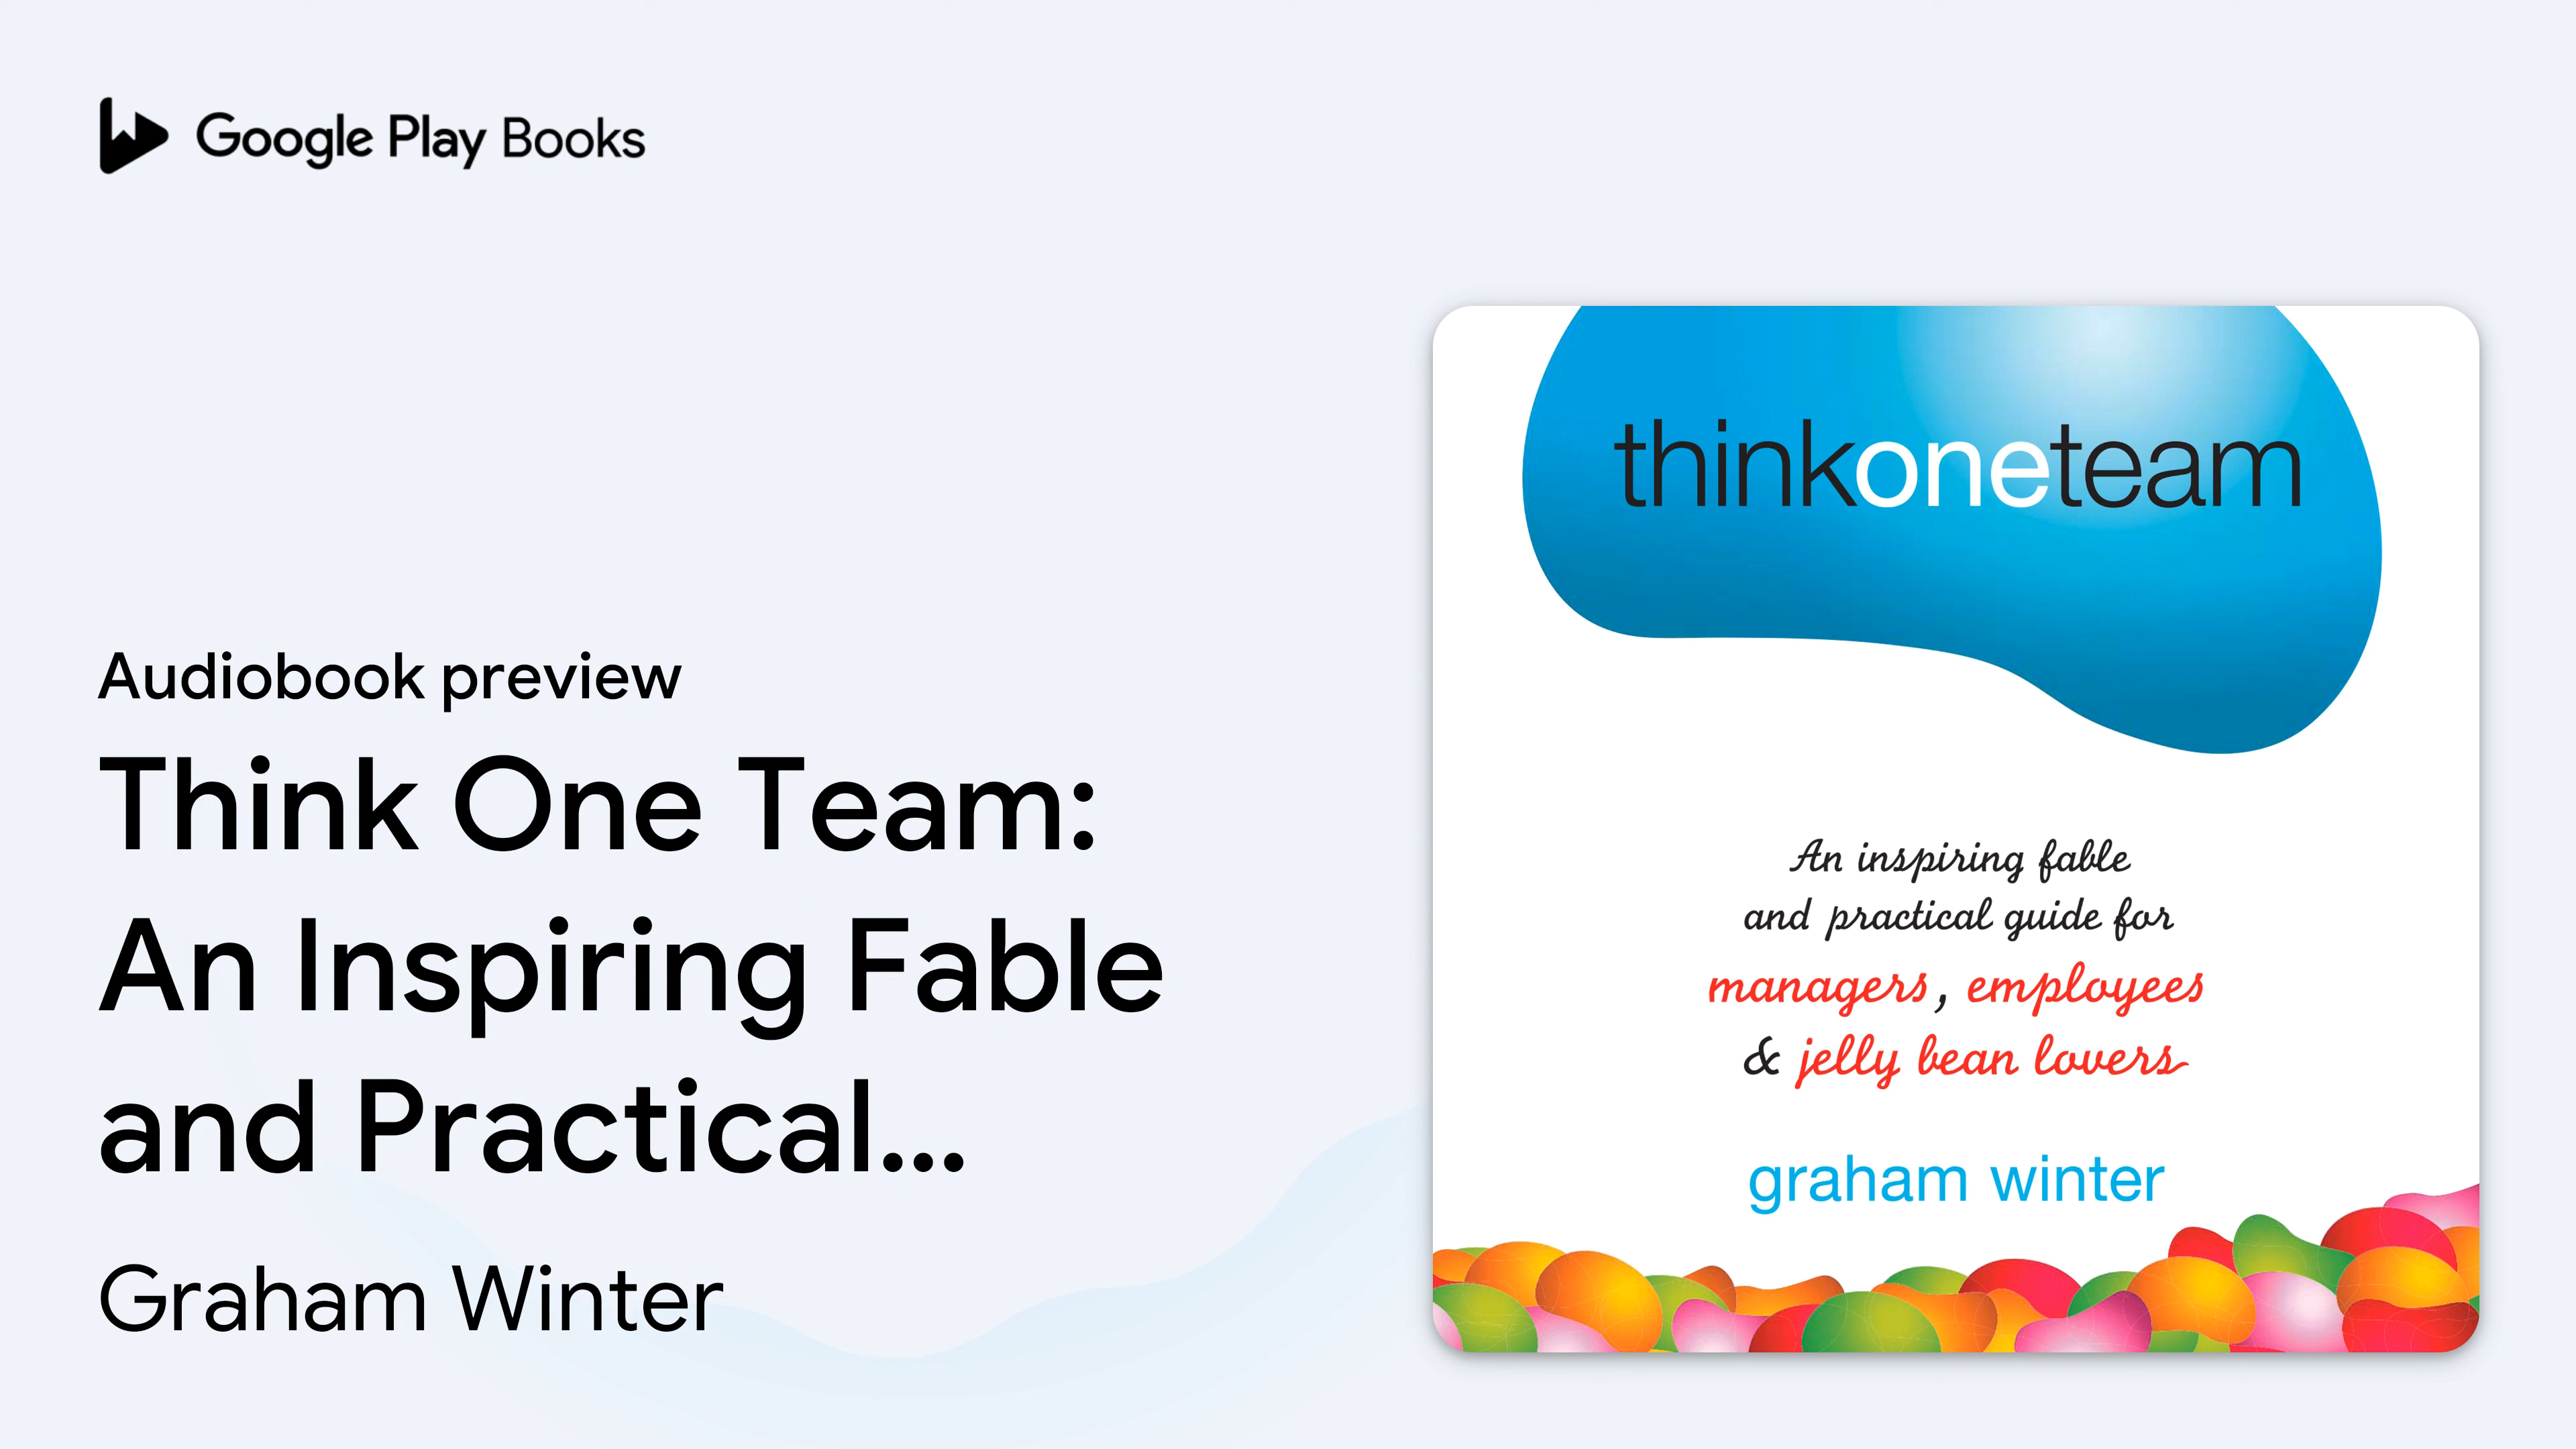 Google Play Books
Audiobook preview
Think One Team:
An Inspiring Fable
and Practical...
Graham Winter
thinkoneteam
An inspiring fable
and practical guide for
managers, employees
& jelly bean lovers
graham winter